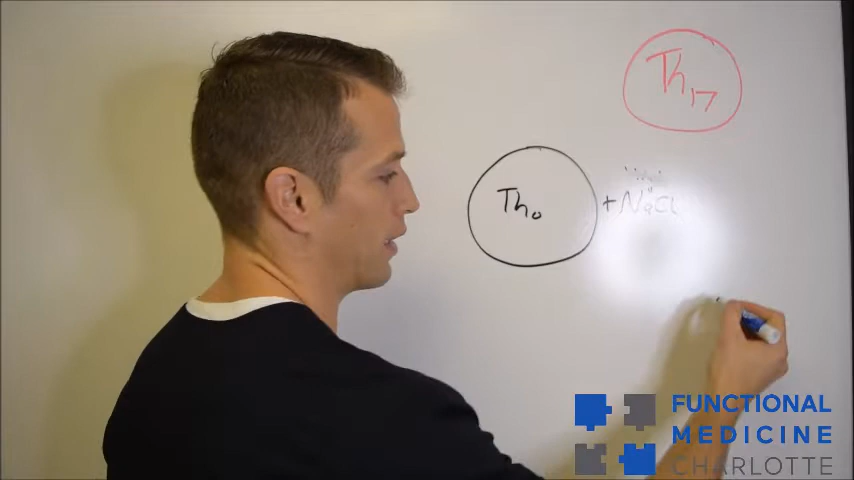 Th17
Th0
+NaCl
FUNCTIONAL
MEDICINE
CHARLOTTE